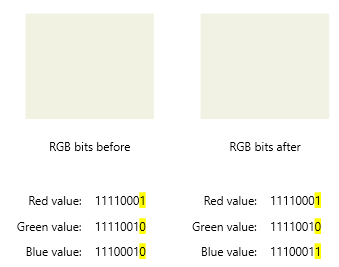 RGB bits before
RGB bits after
Red value: 11110001
Red value: 11110001
Green value: 11110010
Green value: 11110010
Blue value: 11100010
Blue value: 11100011